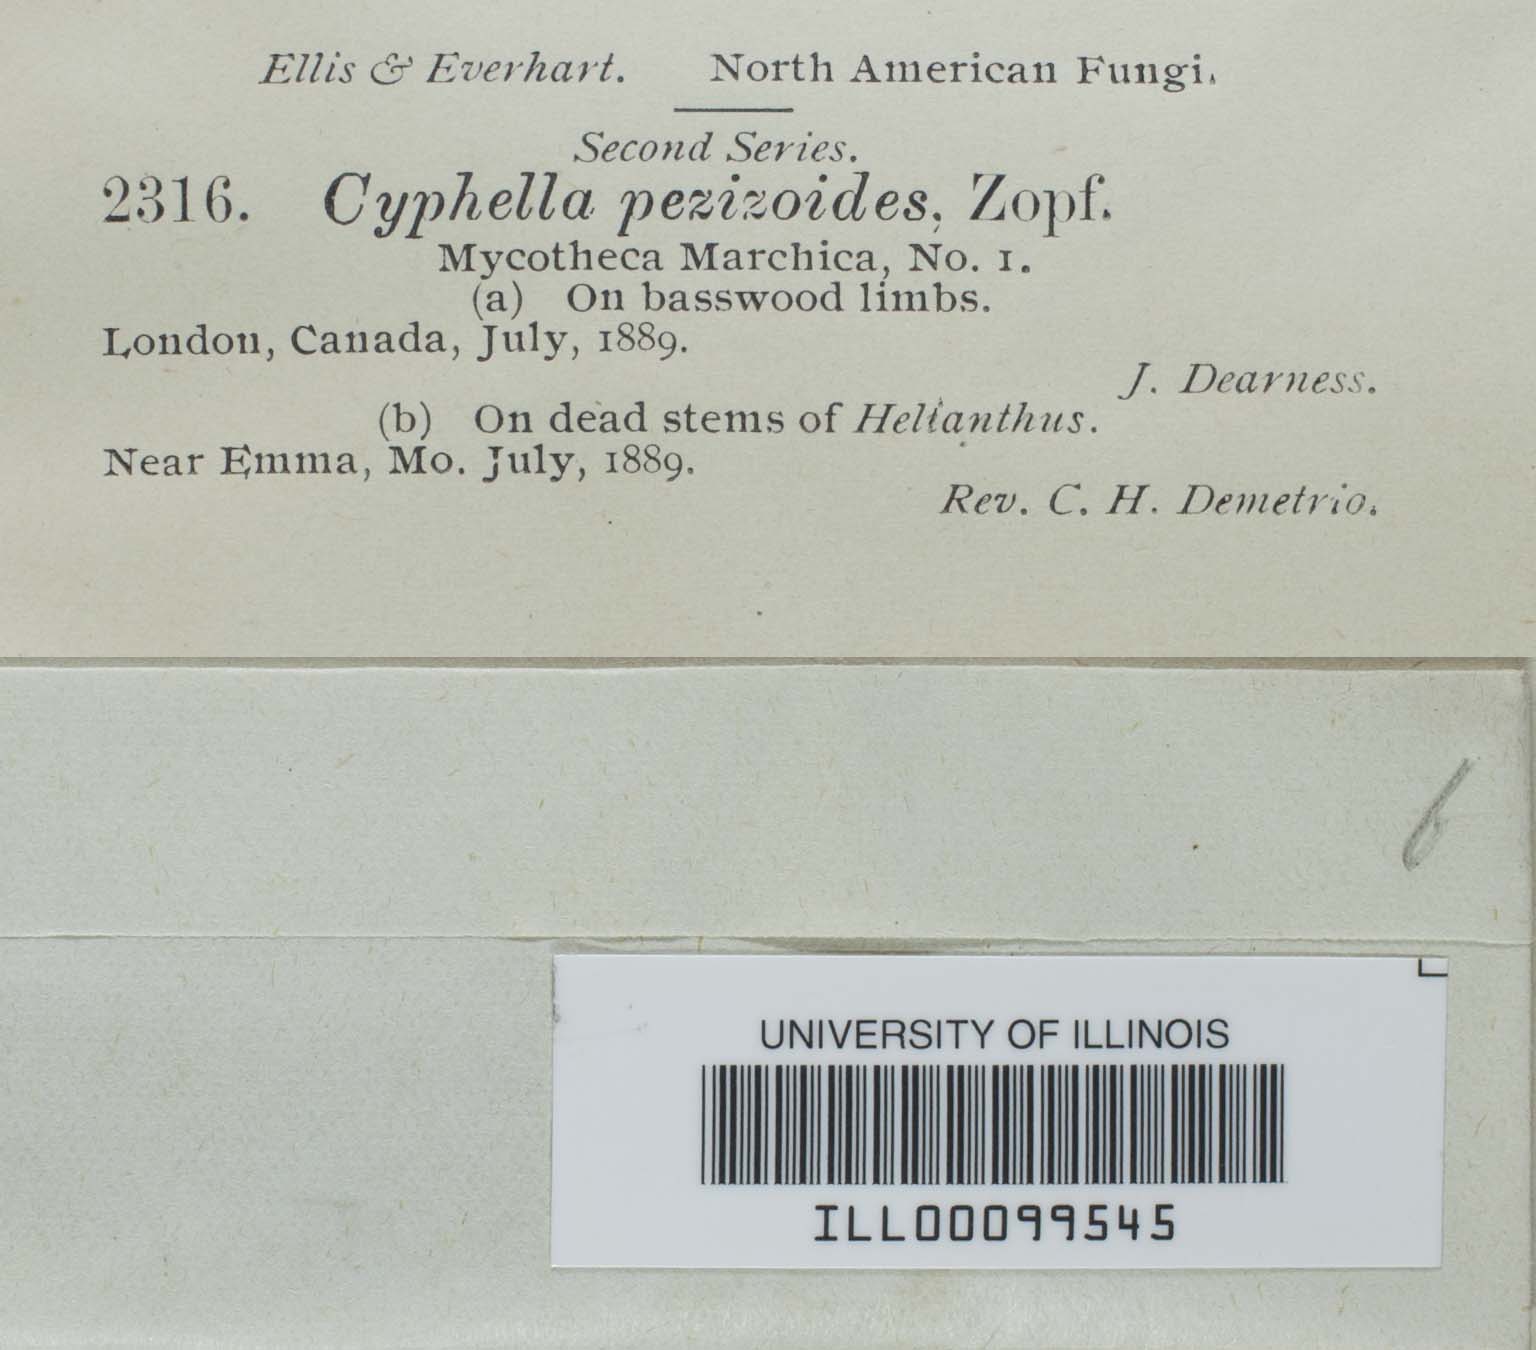 Ellis & Everhart. North American Fungi.
Second Series.
2316. Cyphella pezizoides, Zopf.
Mycotheca Marchica, No. 1.
(a) On basswood limbs.
London, Canada, July, 1889.
J. Dearness.
(b) On dead stems of Helianthus.
Near Emma, Mo. July, 1889.
Rev. C. H. Demetrio.
b
UNIVERSITY OF ILLINOIS
ILL00099545